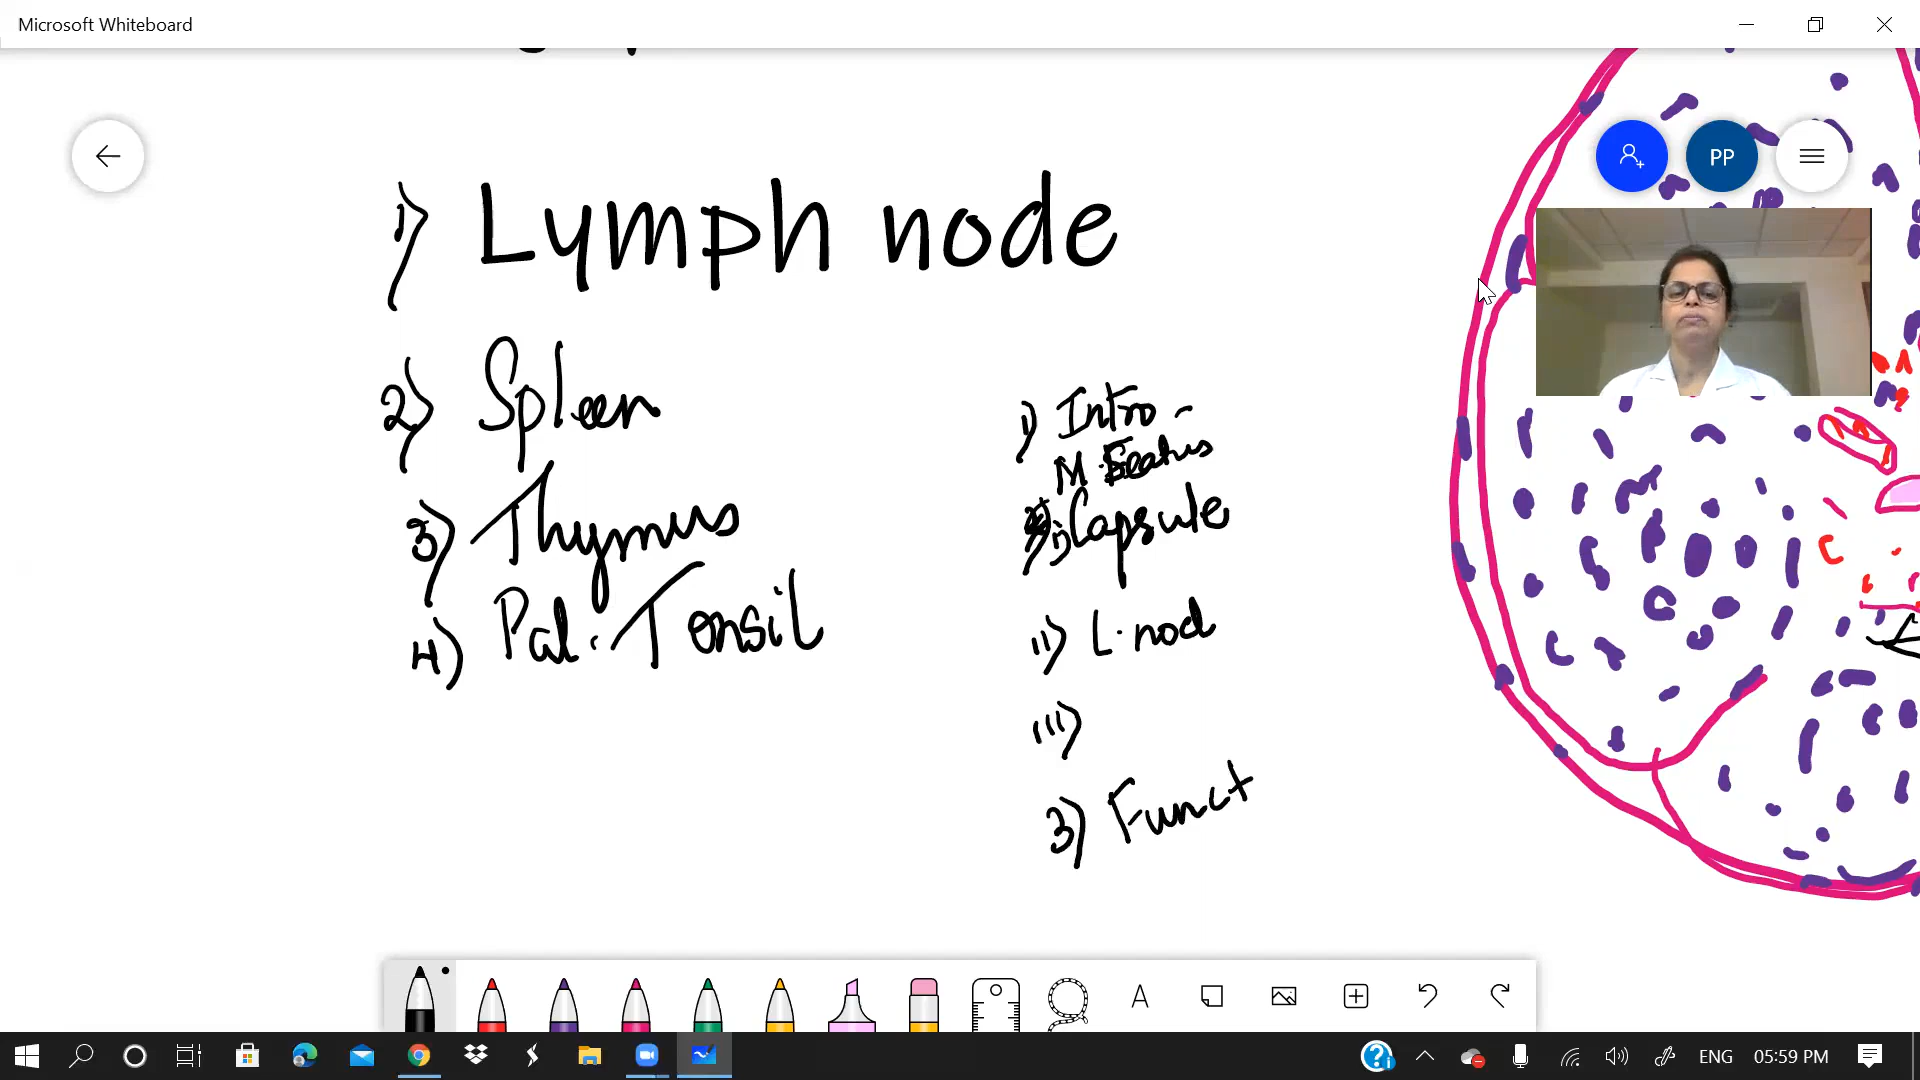 Microsoft Whiteboard
PP
1) Lymph node
2) Spleen
3) Thymus
4) Pal. Tonsil
1) Intro -
M. Featus
i) Capsule
ii) L. nod
iii)
3) Funct
A
ENG 05:59 PM